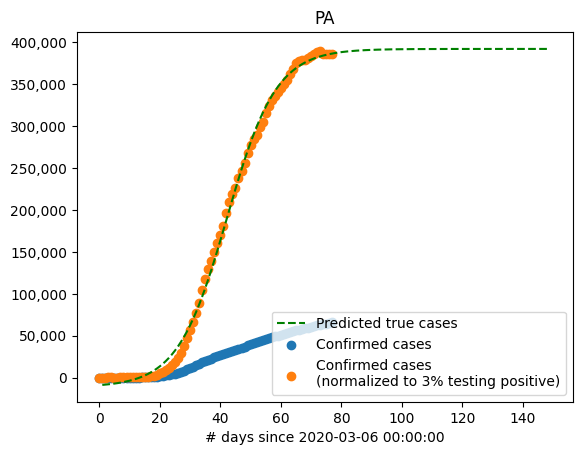 PA
400,000
350,000
300,000
250,000
200,000
150,000
100,000
50,000
0
0 20 40 60 80 100 120 140
# days since 2020-03-06 00:00:00
Predicted true cases
Confirmed cases
Confirmed cases
(normalized to 3% testing positive)